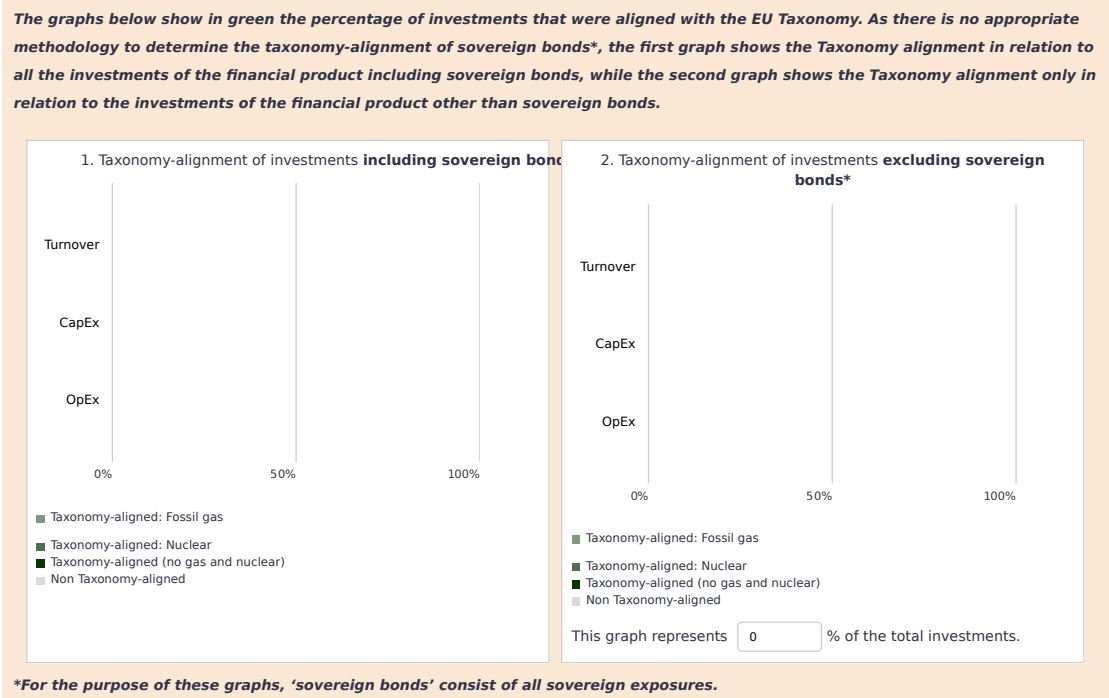 The graphs below show in green the percentage of investments that were aligned with the EU Taxonomy. As there is no appropriate
methodology to determine the taxonomy-alignment of sovereign bonds*, the first graph shows the Taxonomy alignment in relation to
all the investments of the financial product including sovereign bonds, while the second graph shows the Taxonomy alignment only in
relation to the investments of the financial product other than sovereign bonds.
1. Taxonomy-alignment of investments including sovereign bond
Turnover
CapEx
OpEx
0% 50% 100%
Taxonomy-aligned: Fossil gas
Taxonomy-aligned: Nuclear
Taxonomy-aligned (no gas and nuclear)
Non Taxonomy-aligned
2. Taxonomy-alignment of investments excluding sovereign
bonds*
Turnover
CapEx
OpEx
0% 50% 100%
Taxonomy-aligned: Fossil gas
Taxonomy-aligned: Nuclear
Taxonomy-aligned (no gas and nuclear)
Non Taxonomy-aligned
This graph represents 0 % of the total investments.
*For the purpose of these graphs, ‘sovereign bonds’ consist of all sovereign exposures.